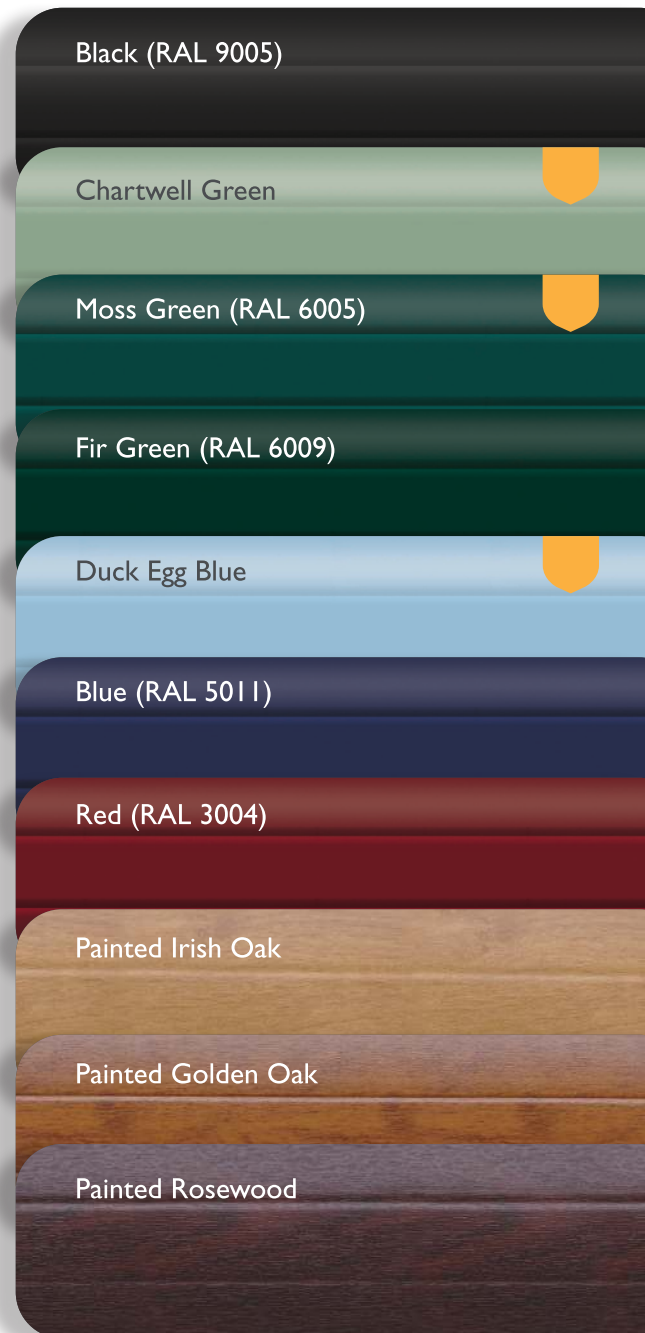 Black (RAL 9005)
Chartwell Green
Moss Green (RAL 6005)
Fir Green (RAL 6009)
Duck Egg Blue
Blue (RAL 5011)
Red (RAL 3004)
Painted Irish Oak
Painted Golden Oak
Painted Rosewood